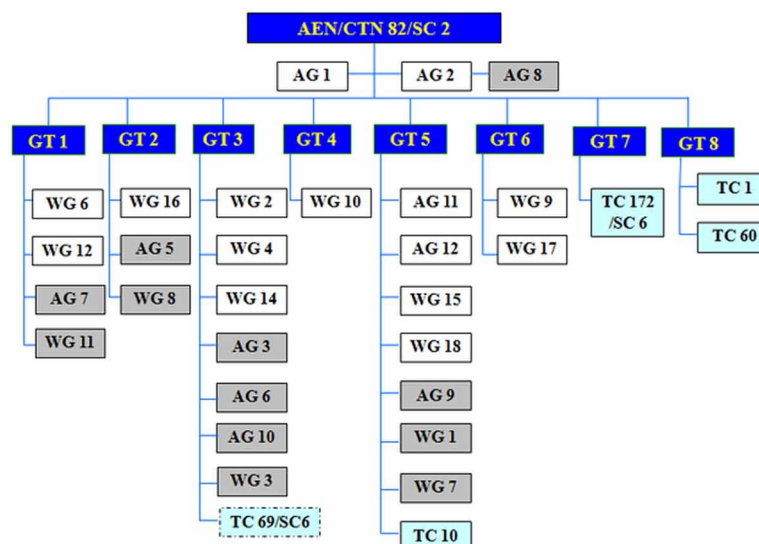 AEN/CTN 82/SC 2
AG 1
AG 2
AG 8
GT 1
GT 2
GT 3
GT 4
GT 5
GT 6
GT 7
GT 8
WG 6
WG 12
AG 7
WG 11
WG 16
AG 5
WG 8
WG 2
WG 4
WG 14
AG 3
AG 6
AG 10
WG 3
TC 69/SC6
WG 10
AG 11
AG 12
WG 15
WG 18
AG 9
WG 1
WG 7
TC 10
WG 9
WG 17
TC 172
/SC 6
TC 1
TC 60